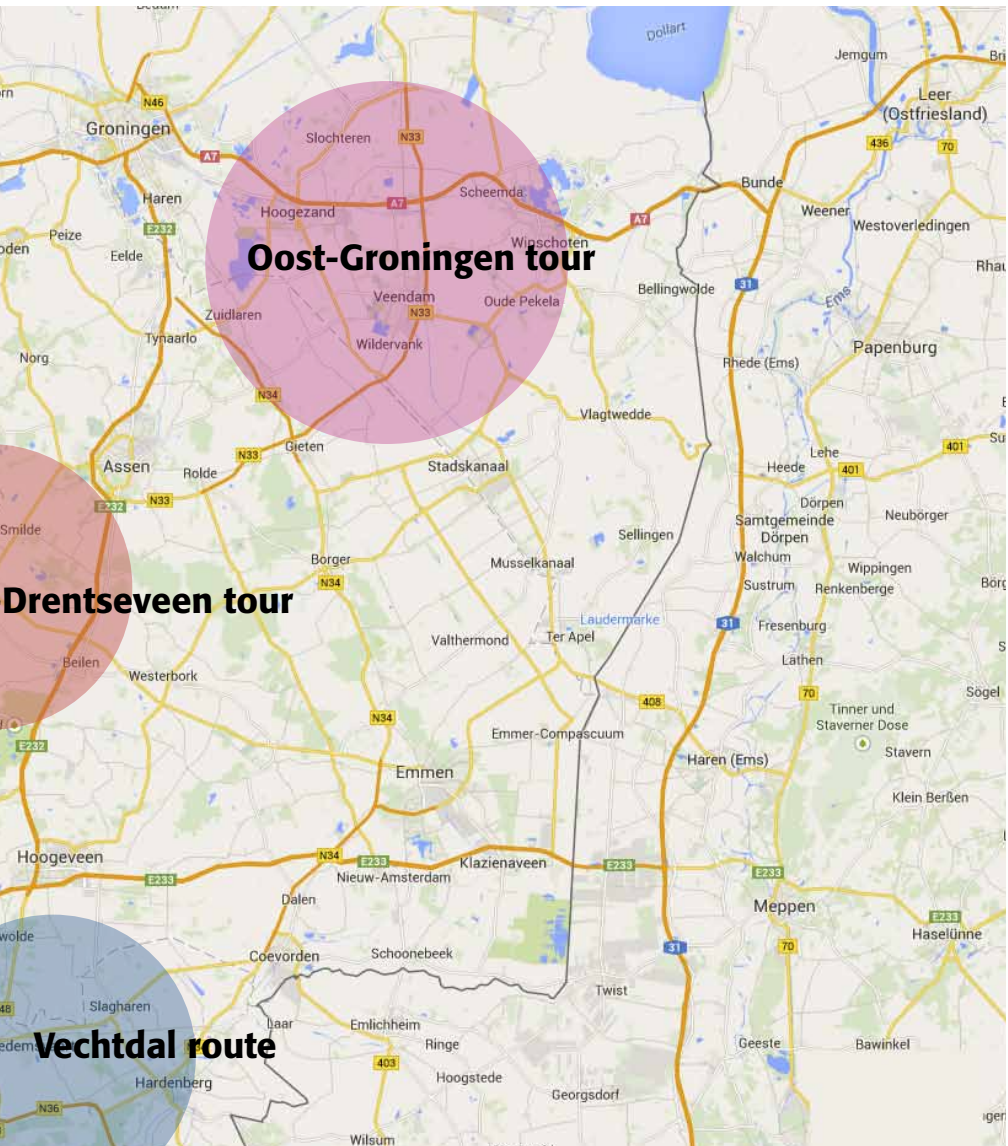 Dollart
Jemgum
N46
Leer
(Ostfriesland)
Groningen
Slochteren
N33
436
70
A7
Scheemda
Bunde
Haren
Hoogezand
A7
Weener
E232
A7
Westoverledingen
Peize
Eelde
Winschoten
Oost-Groningen tour
31
Bellingwolde
Ems
Veendam
Oude Pekela
N33
Zuidlaren
Tynaarlo
Wildervank
Papenburg
Norg
Rhede (Ems)
N34
Vlagtwedde
Gieten
401
N33
Lehe
Assen
Rolde
Stadskanaal
Heede
401
N33
E232
Dörpen
Smilde
Samtgemeinde
Dörpen
Neubörger
Sellingen
Borger
Musselkanaal
Walchum
Wippingen
N34
Sustrum
Renkenberge
Drentseveen tour
Laudermarke
31
Fresenburg
Valthermond
Ter Apel
Beilen
Lathen
Westerbork
70
Sögel
408
N34
Tinner und
Staverner Dose
E232
Emmer-Compascuum
Stavern
Haren (Ems)
Emmen
Klein Berßen
Hoogeveen
N34
E233
Klazienaveen
E233
E233
E233
Nieuw-Amsterdam
Dalen
Meppen
E233
Haselünne
31
70
Coevorden
Schoonebeek
Twist
Slagharen
Laar
Emlichheim
Vechtdal route
Ringe
Geeste
Bawinkel
403
Hardenberg
Hoogstede
Georgsdorf
N36
Wilsum